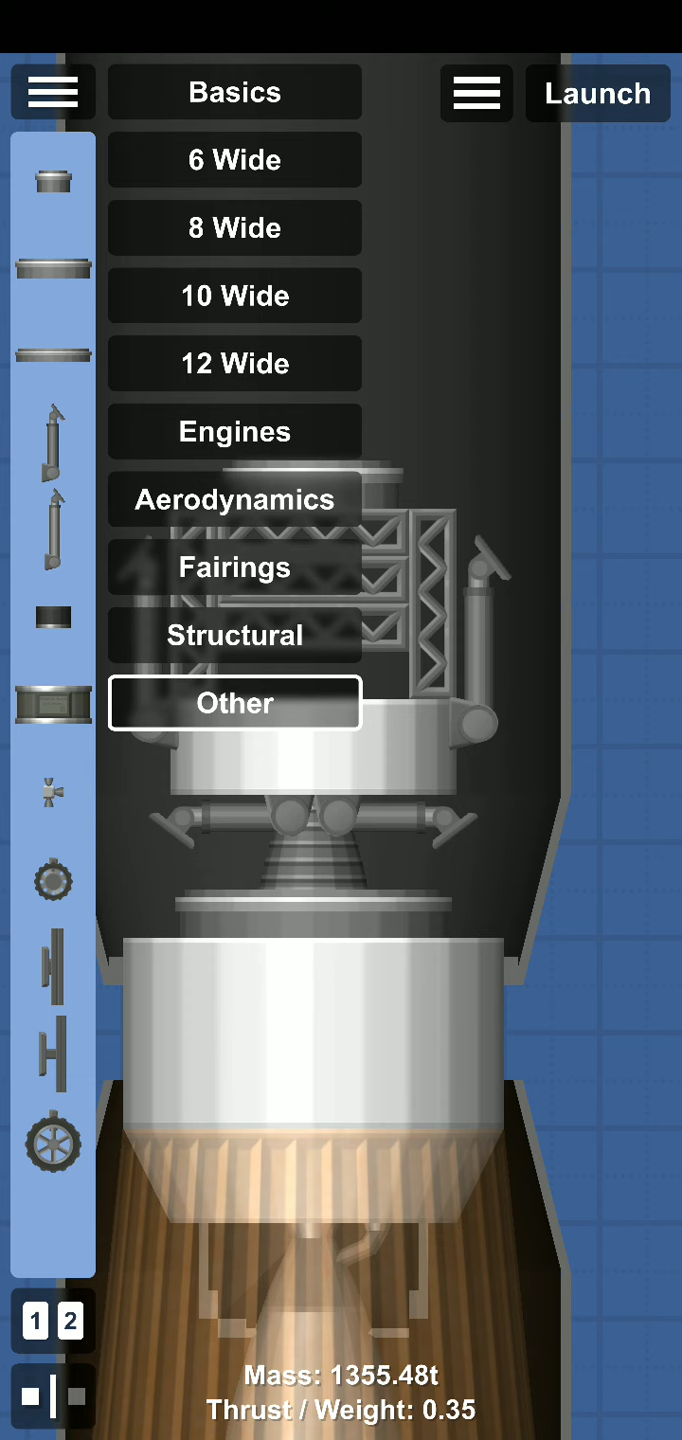 Basics
Launch
6 Wide
8 Wide
10 Wide
12 Wide
Engines
Aerodynamics
Fairings
Structural
Other
1 2
Mass: 1355.48t
Thrust / Weight: 0.35